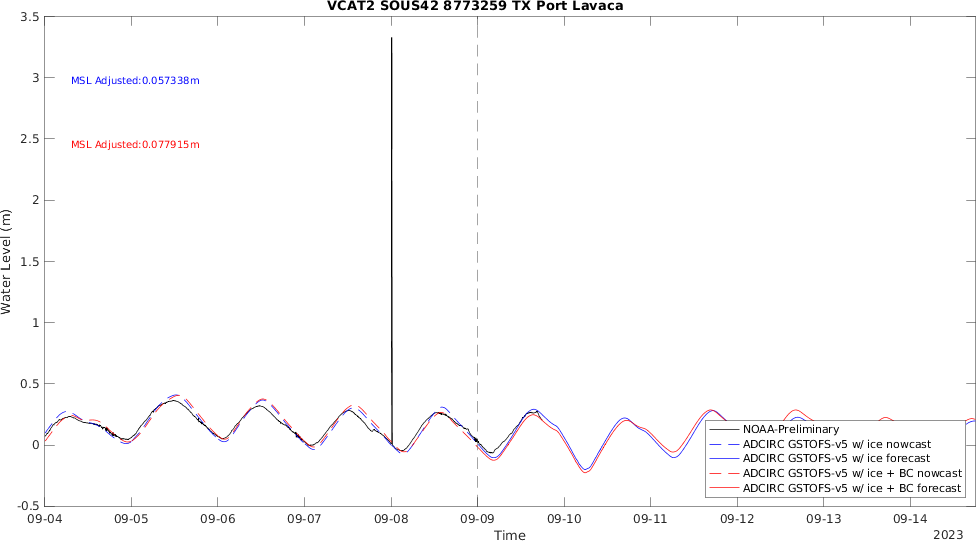 VCAT2 SOUS42 8773259 TX Port Lavaca
3.5
3
2.5
2
1.5
1
0.5
0
-0.5
Water Level (m)
MSL Adjusted:0.057338m
MSL Adjusted:0.077915m
NOAA-Preliminary
ADCIRC GSTOFS-v5 w/ ice nowcast
ADCIRC GSTOFS-v5 w/ ice forecast
ADCIRC GSTOFS-v5 w/ ice + BC nowcast
ADCIRC GSTOFS-v5 w/ ice + BC forecast
09-04 09-05 09-06 09-07 09-08 09-09 09-10 09-11 09-12 09-13 09-14
Time
2023